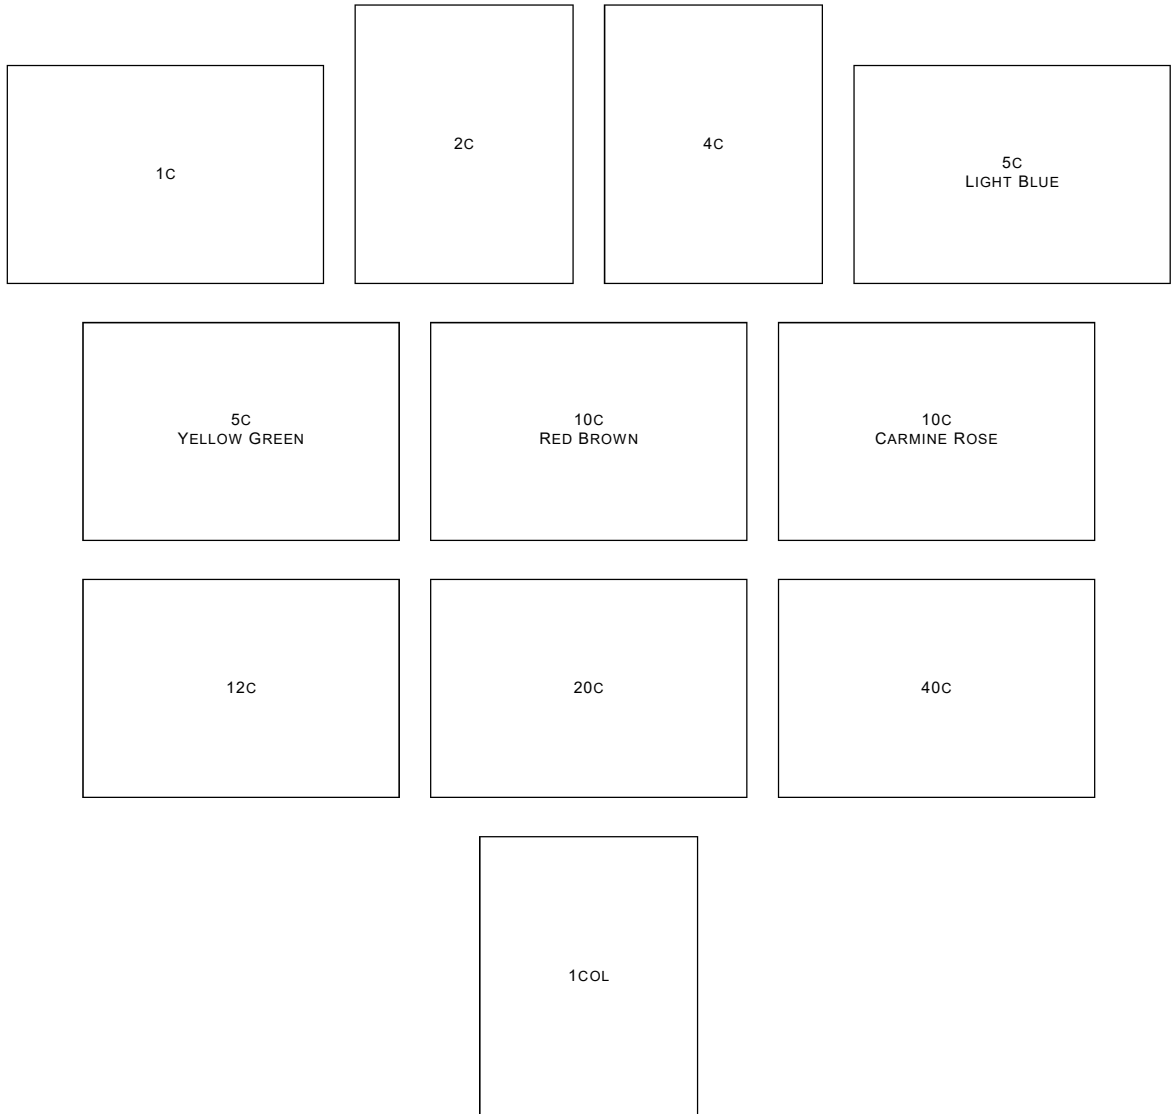 1C
2C
4C
5C
LIGHT BLUE
5C
YELLOW GREEN
10C
RED BROWN
10C
CARMINE ROSE
12C
20C
40C
1COL